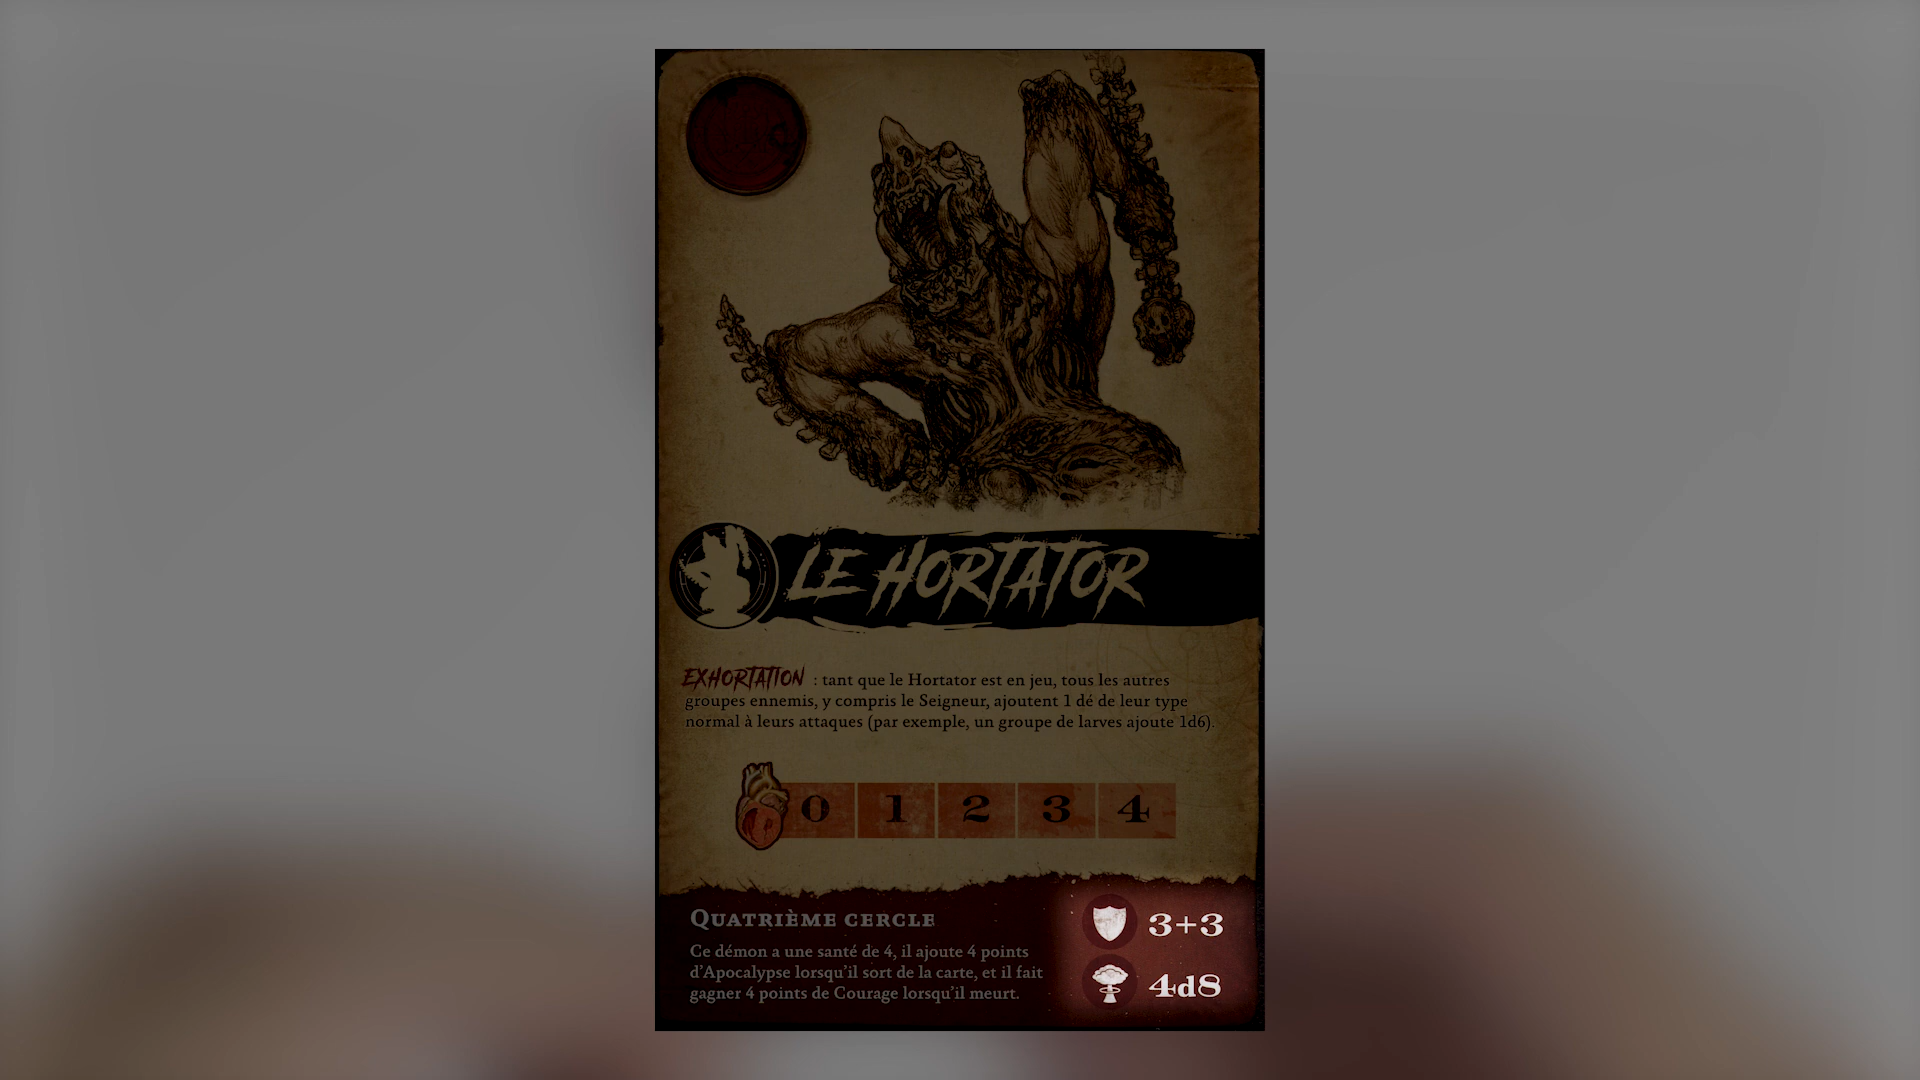 LE HORTATOR
EXHORTATION : tant que le Hortator est en jeu, tous les autres
groupes ennemis, y compris le Seigneur, ajoutent 1 dé de leur type
normal à leurs attaques (par exemple, un groupe de larves ajoute 1d6).
0 1 2 3 4
QUATRIÈME CERCLE
Ce démon a une santé de 4, il ajoute 4 points
d'Apocalypse lorsqu'il sort de la carte, et il fait
gagner 4 points de Courage lorsqu'il meurt.
3+3
4d8